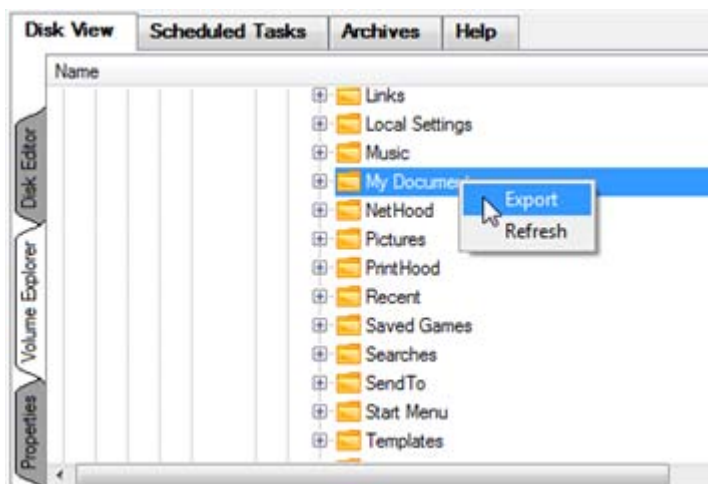 Disk View Scheduled Tasks Archives Help
Name
Links
Local Settings
Music
My Document
NetHood
Pictures
PrintHood
Recent
Saved Games
Searches
SendTo
Start Menu
Templates
Export
Refresh
Disk Editor
Volume Explorer
Properties